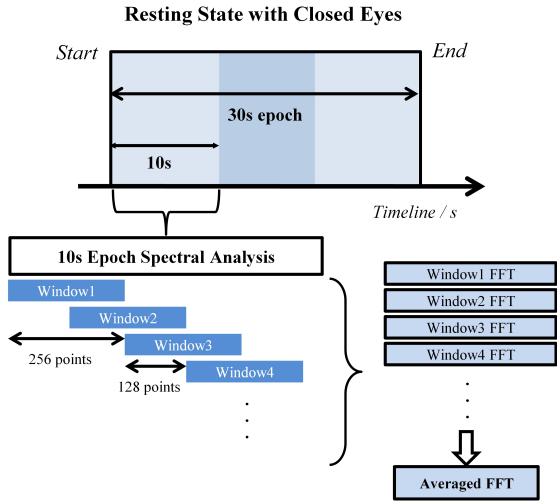 Resting State with Closed Eyes
Start
End
30s epoch
10s
Timeline / s
10s Epoch Spectral Analysis
Window1
Window2
Window3
Window4
256 points
128 points
Window1 FFT
Window2 FFT
Window3 FFT
Window4 FFT
Averaged FFT